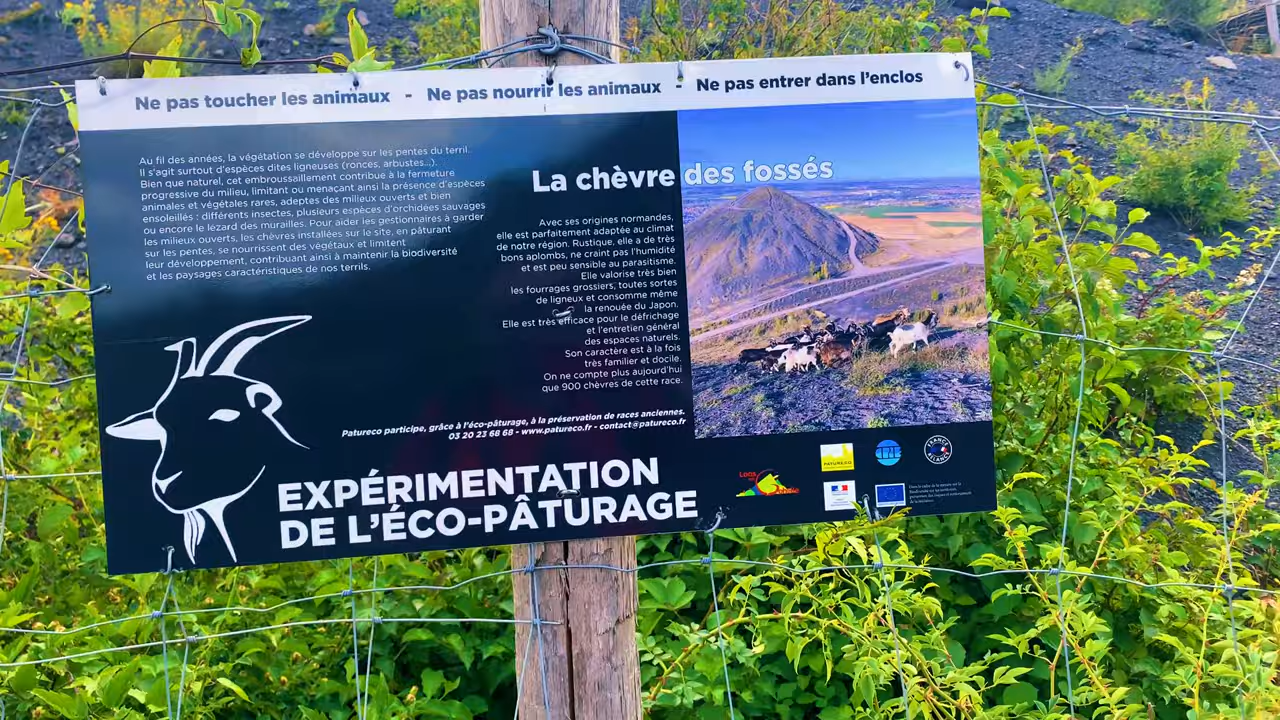 Ne pas toucher les animaux - Ne pas nourrir les animaux - Ne pas entrer dans l'enclos
Au fil des années, la végétation se développe sur les pentes du terril.
Il s'agit surtout d'espèces dites ligneuses (ronces, arbustes...).
Bien que naturel, cet embroussaillement contribue à la fermeture
progressive du milieu, limitant ou menaçant ainsi la présence d'espèces
animales et végétales rares, adeptes des milieux ouverts et bien
ensoleillés : différents insectes, plusieurs espèces d'orchidées sauvages
ou encore le lézard des murailles. Pour aider les gestionnaires à garder
les milieux ouverts, les chèvres installées sur le site, en pâturant
sur les pentes, se nourrissent des végétaux et limitent
leur développement, contribuant ainsi à maintenir la biodiversité
et les paysages caractéristiques de nos terrils.
La chèvre des fossés
Avec ses origines normandes,
elle est parfaitement adaptée au climat
de notre région. Rustique, elle a de très
bons aplombs, ne craint pas l'humidité
et est peu sensible au parasitisme.
Elle valorise très bien
les fourrages grossiers, toutes sortes
de ligneux et consomme même
la renouée du Japon.
Elle est très efficace pour le défrichage
et l'entretien général
des espaces naturels.
Son caractère est à la fois
très familier et docile.
On ne compte plus aujourd'hui
que 900 chèvres de cette race.
Patureco participe, grâce à l'éco-pâturage, à la préservation de races anciennes.
03 20 23 68 68 - www.patureco.fr - contact@patureco.fr
EXPÉRIMENTATION
DE L'ÉCO-PÂTURAGE